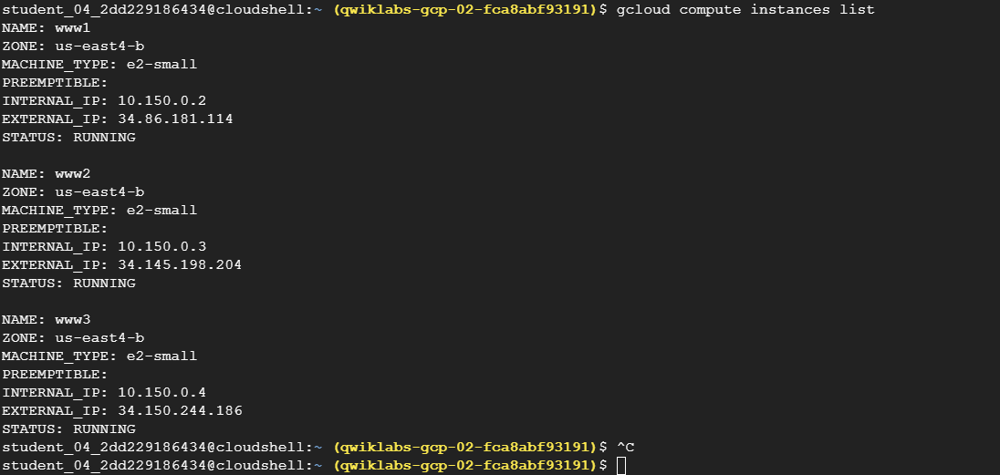 student_04_2dd229186434@cloudshell:~ (qwiklabs-gcp-02-fca8abf93191)$ gcloud compute instances list
NAME: www1
ZONE: us-east4-b
MACHINE_TYPE: e2-small
PREEMPTIBLE:
INTERNAL_IP: 10.150.0.2
EXTERNAL_IP: 34.86.181.114
STATUS: RUNNING

NAME: www2
ZONE: us-east4-b
MACHINE_TYPE: e2-small
PREEMPTIBLE:
INTERNAL_IP: 10.150.0.3
EXTERNAL_IP: 34.145.198.204
STATUS: RUNNING

NAME: www3
ZONE: us-east4-b
MACHINE_TYPE: e2-small
PREEMPTIBLE:
INTERNAL_IP: 10.150.0.4
EXTERNAL_IP: 34.150.244.186
STATUS: RUNNING
student_04_2dd229186434@cloudshell:~ (qwiklabs-gcp-02-fca8abf93191)$ ^C
student_04_2dd229186434@cloudshell:~ (qwiklabs-gcp-02-fca8abf93191)$